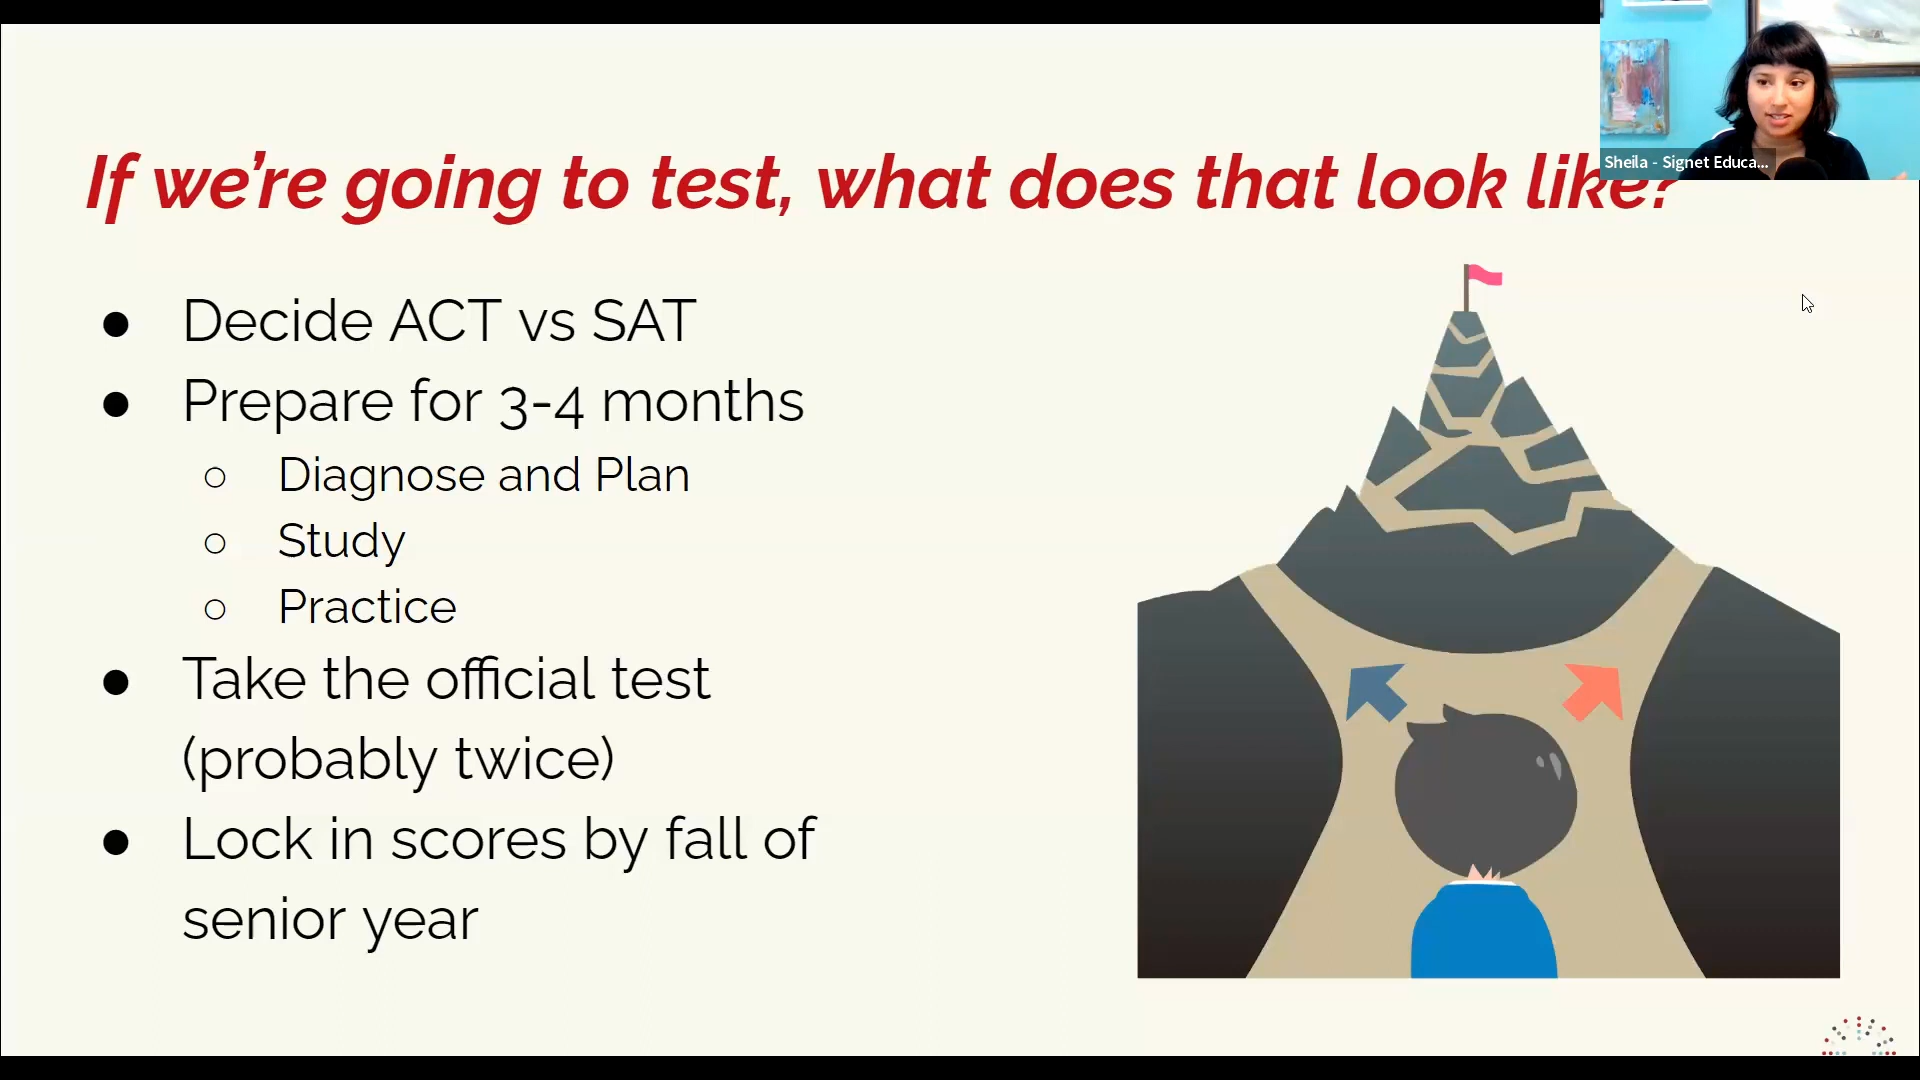 If we're going to test, what does that look like?
Sheila - Signet Educa...
● Decide ACT vs SAT
● Prepare for 3-4 months
○ Diagnose and Plan
○ Study
○ Practice
● Take the official test
(probably twice)
● Lock in scores by fall of
senior year